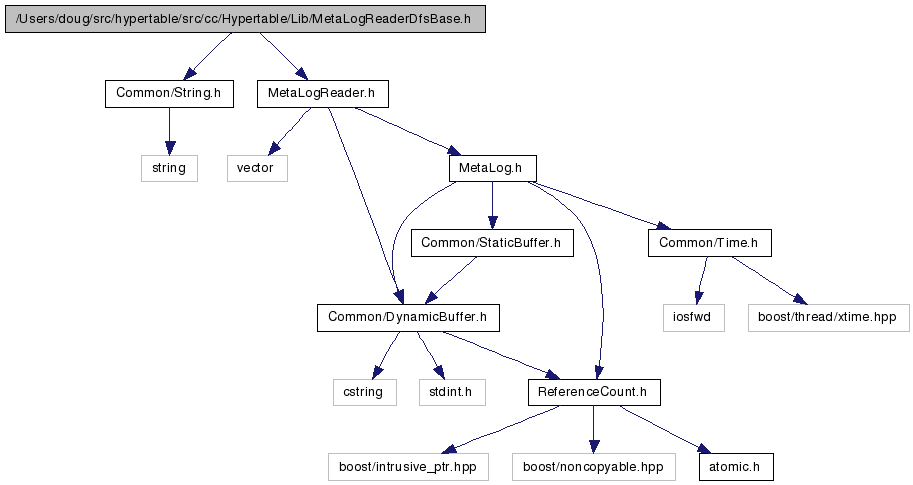 /Users/doug/src/hypertable/src/cc/Hypertable/Lib/MetaLogReaderDfsBase.h
Common/String.h
MetaLogReader.h
string
vector
MetaLog.h
Common/StaticBuffer.h
Common/Time.h
Common/DynamicBuffer.h
iosfwd
boost/thread/xtime.hpp
cstring
stdint.h
ReferenceCount.h
boost/intrusive_ptr.hpp
boost/noncopyable.hpp
atomic.h